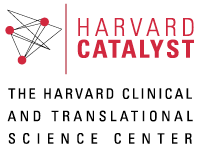 HARVARD
CATALYST
THE HARVARD CLINICAL
AND TRANSLATIONAL
SCIENCE CENTER